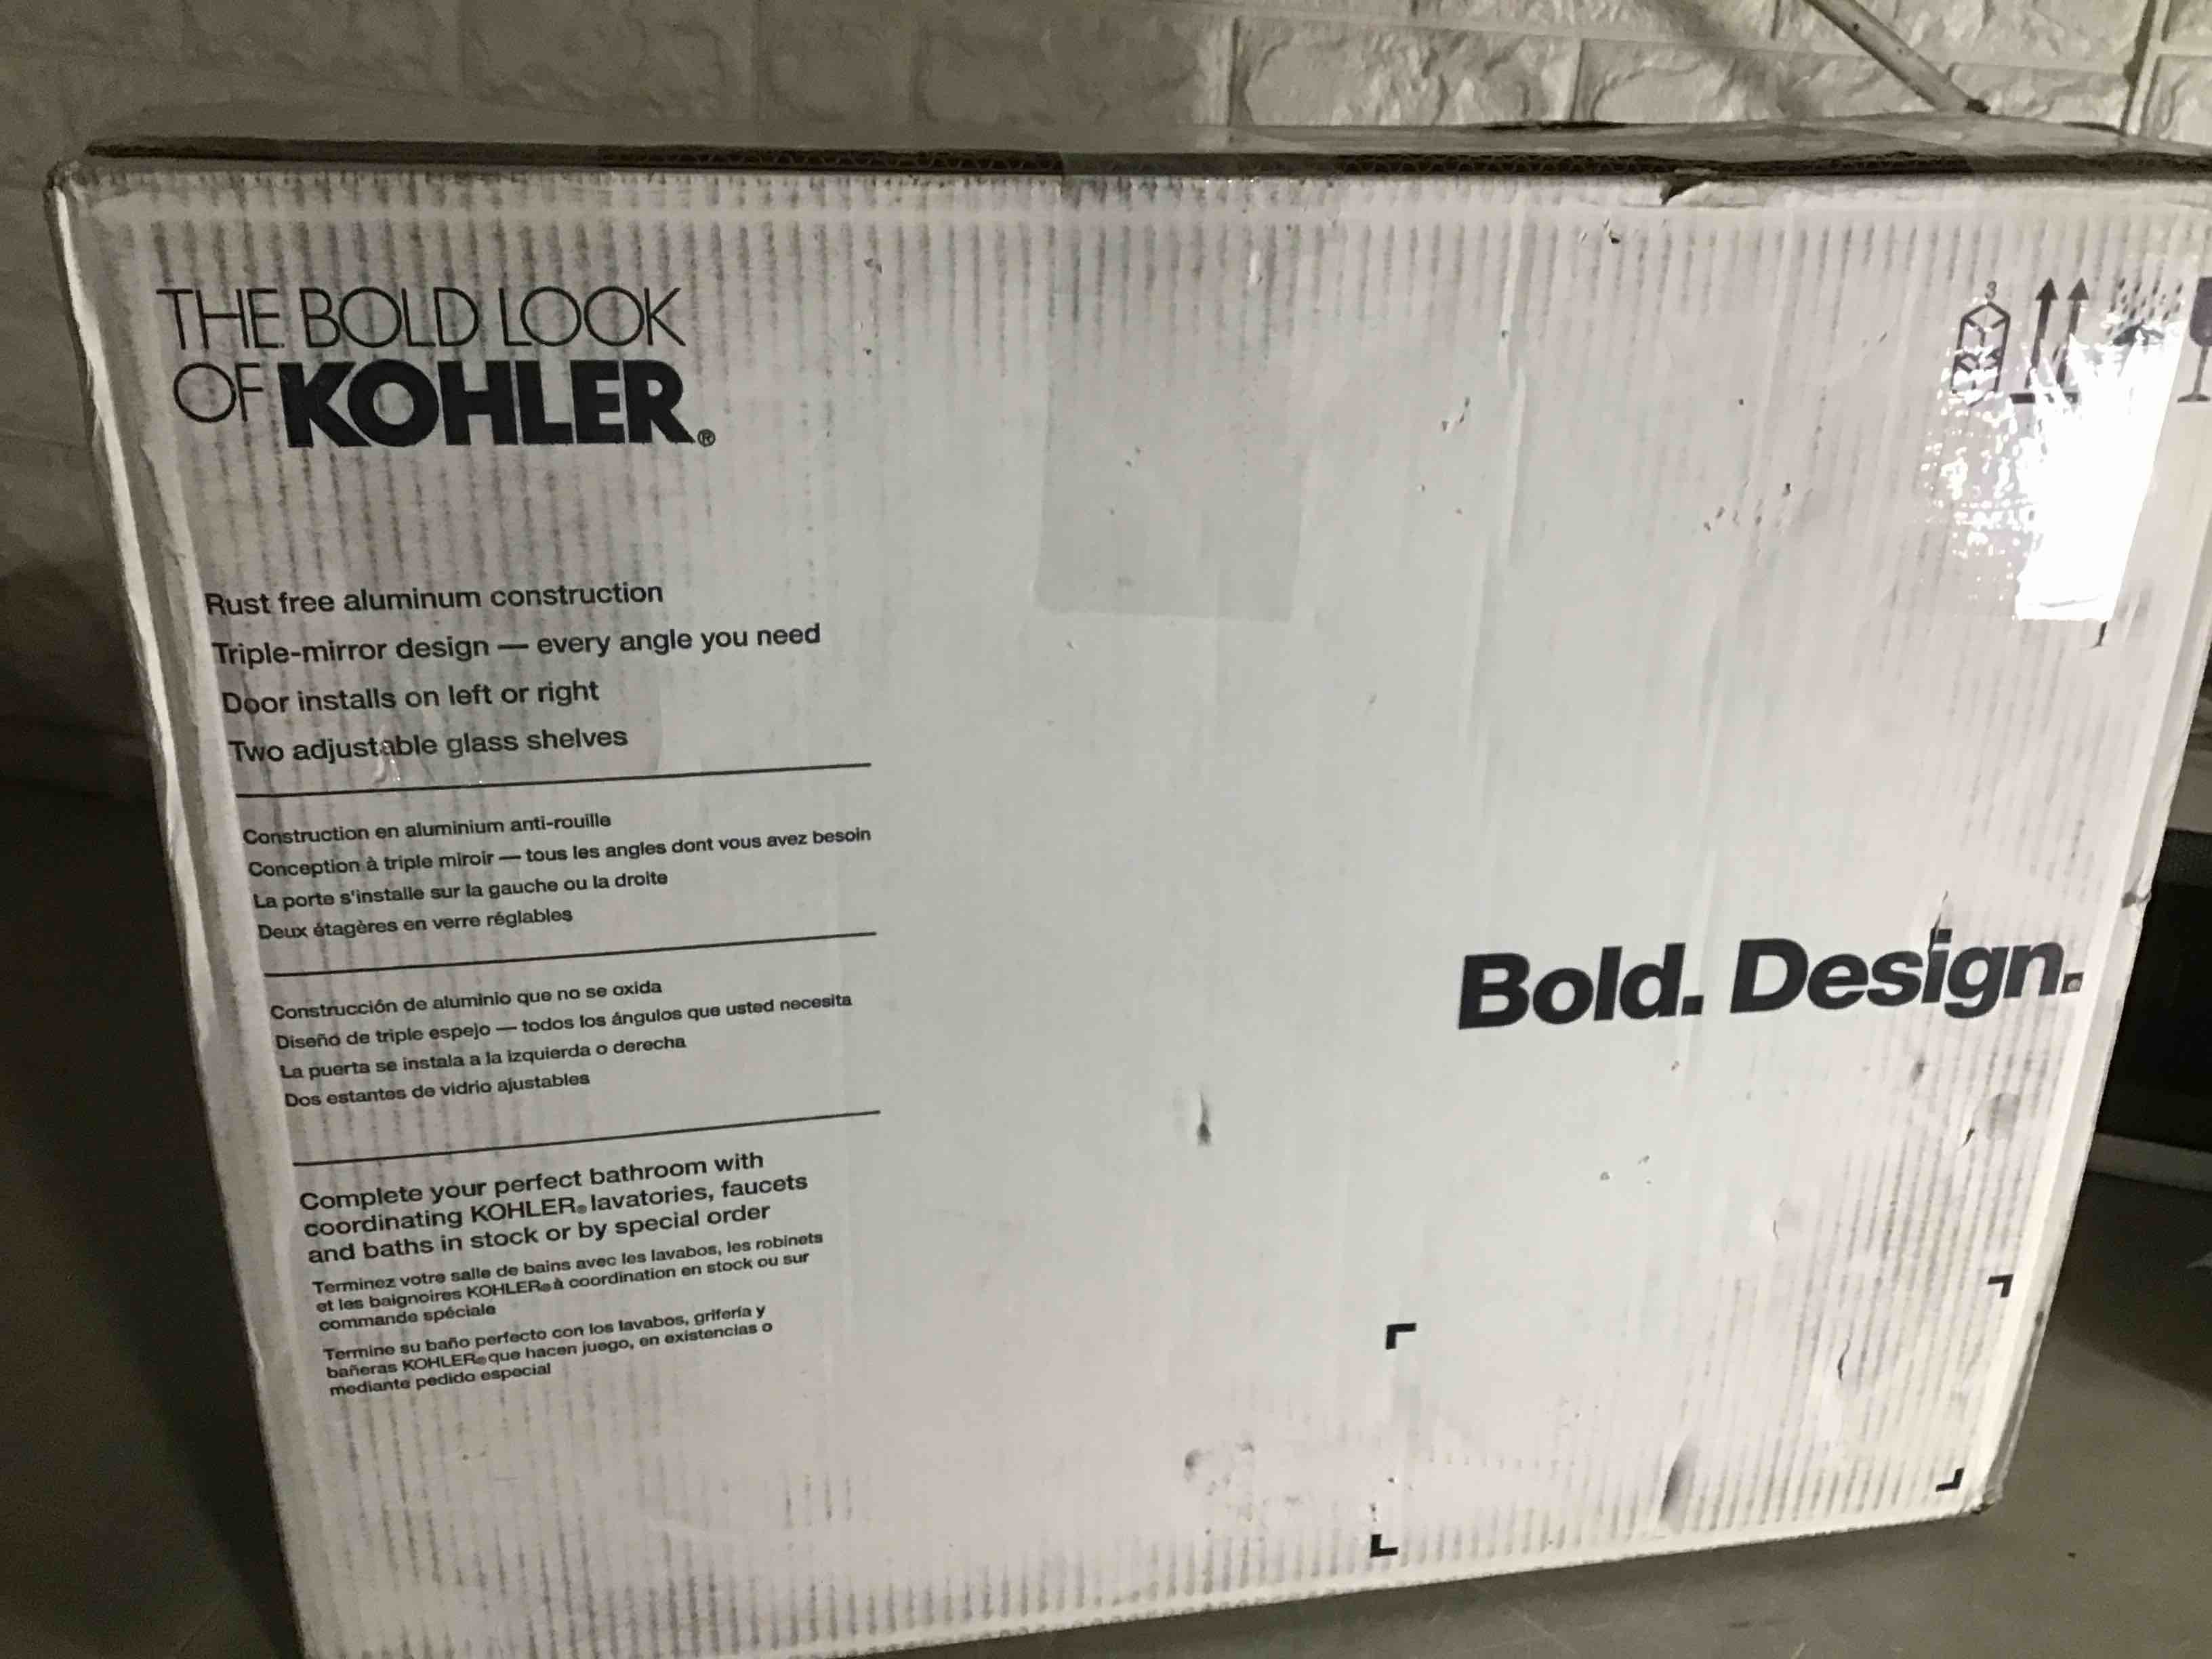 THE BOLD LOOK
OF KOHLER®
Rust free aluminum construction
Triple-mirror design — every angle you need
Door installs on left or right
Two adjustable glass shelves
Construction en aluminium anti-rouille
Conception à triple miroir — tous les angles dont vous avez besoin
La porte s'installe sur la gauche ou la droite
Deux étagères en verre réglables
Construcción de aluminio que no se oxida
Diseño de triple espejo — todos los ángulos que usted necesita
La puerta se instala a la izquierda o derecha
Dos estantes de vidrio ajustables
Complete your perfect bathroom with
coordinating KOHLER® lavatories, faucets
and baths in stock or by special order
Terminez votre salle de bains avec les lavabos, les robinets
et les baignoires KOHLER® à coordination en stock ou sur
commande spéciale
Termine su baño perfecto con los lavabos, grifería y
bañeras KOHLER® que hacen juego, en existencias o
mediante pedido especial
3
Bold. Design.